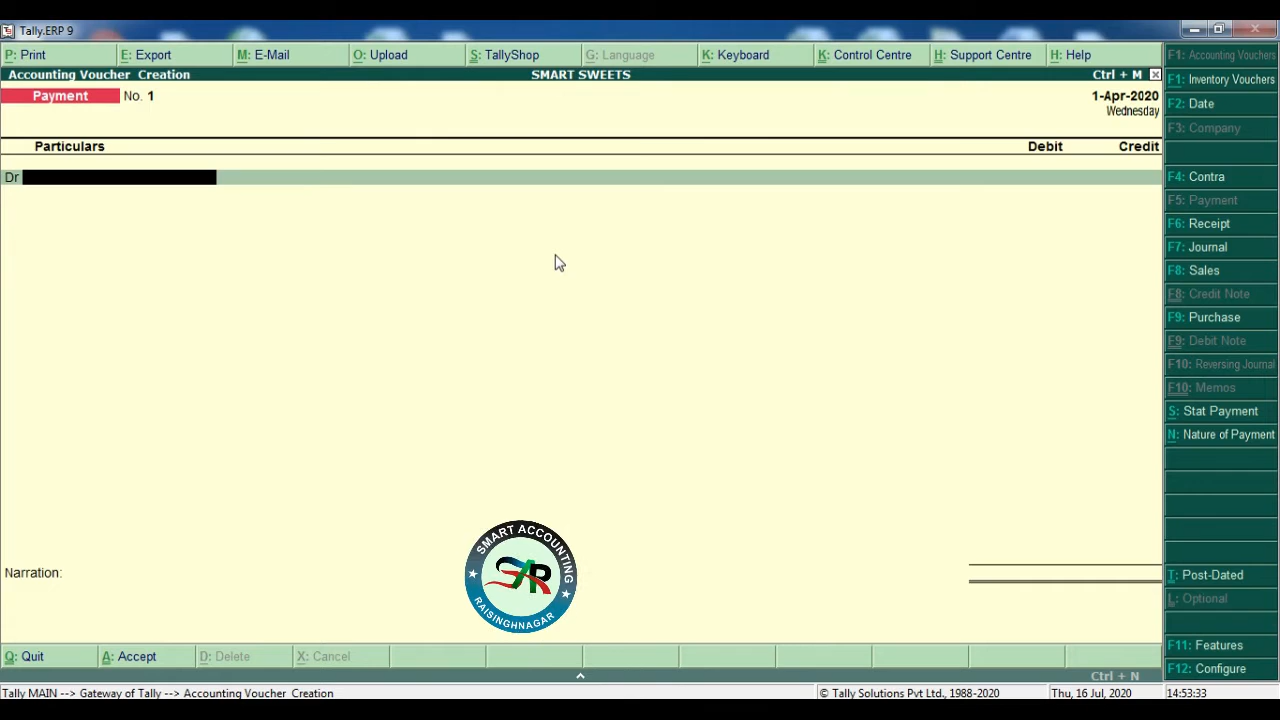 Tally.ERP 9
P: Print E: Export M: E-Mail O: Upload S: TallyShop G: Language K: Keyboard K: Control Centre H: Support Centre H: Help
Accounting Voucher Creation SMART SWEETS Ctrl + M
Payment No. 1 1-Apr-2020
Wednesday
Particulars Debit Credit
Dr
F1: Accounting Vouchers
F1: Inventory Vouchers
F2: Date
F3: Company
F4: Contra
F5: Payment
F6: Receipt
F7: Journal
F8: Sales
F8: Credit Note
F9: Purchase
F9: Debit Note
F10: Reversing Journal
F10: Memos
S: Stat Payment
N: Nature of Payment
T: Post-Dated
L: Optional
F11: Features
F12: Configure
Narration:
SMART ACCOUNTING
SAR
RAISINGHNAGAR
Q: Quit A: Accept D: Delete X: Cancel
Ctrl + N
Tally MAIN --> Gateway of Tally --> Accounting Voucher Creation © Tally Solutions Pvt Ltd., 1988-2020 Thu, 16 Jul, 2020 14:53:33